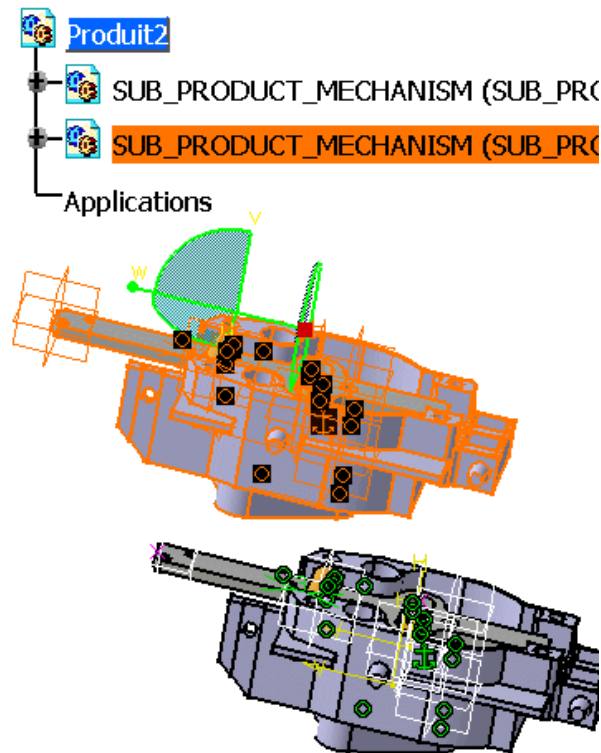 Produit2
SUB_PRODUCT_MECHANISM (SUB_PRO
SUB_PRODUCT_MECHANISM (SUB_PRO
Applications
V
W